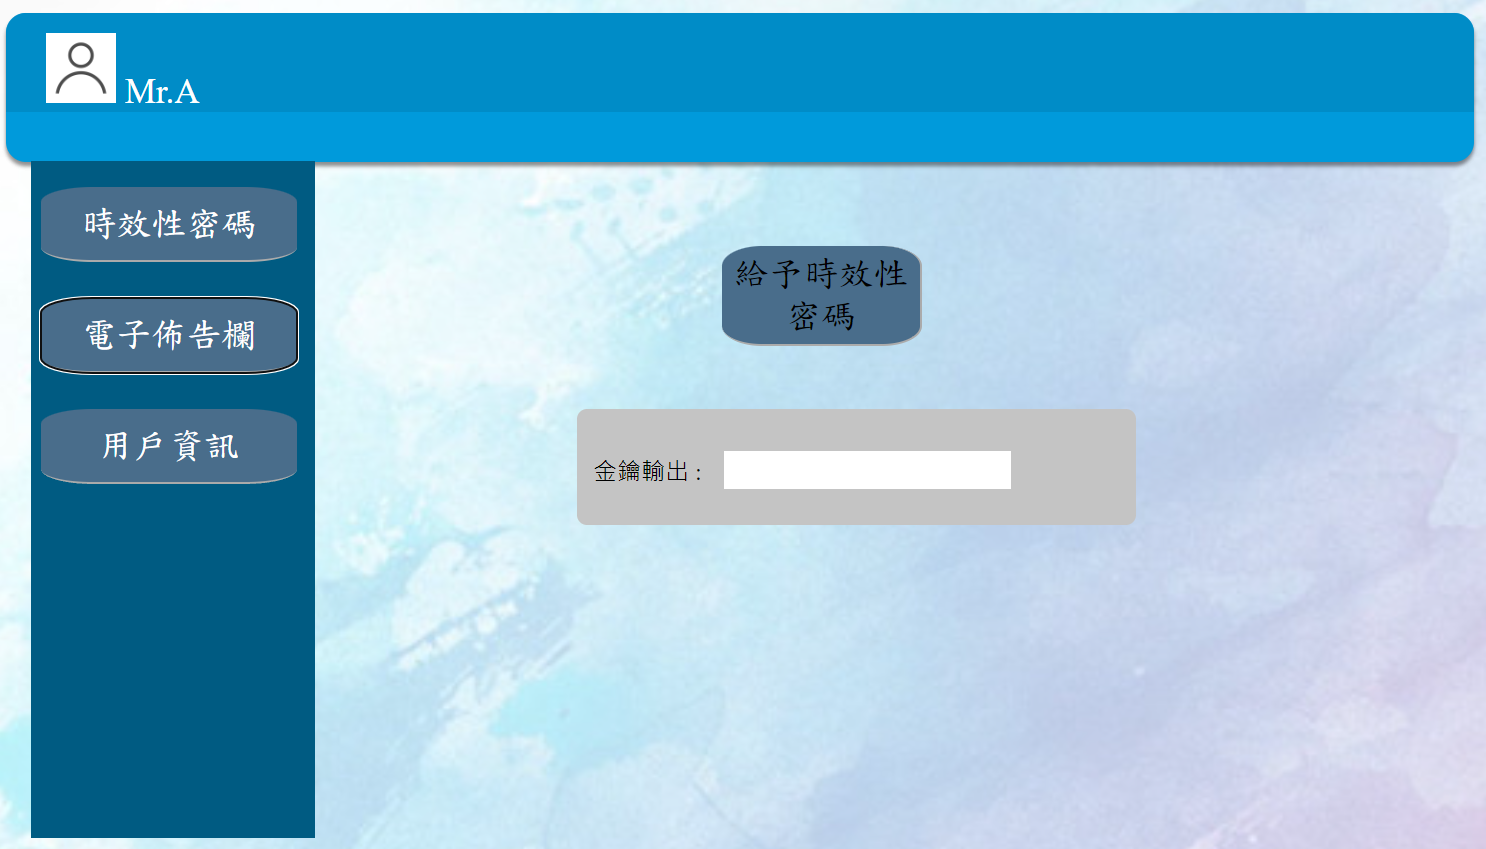 Mr.A
時效性密碼
電子佈告欄
用戶資訊
給予時效性
密碼
金鑰輸出 :